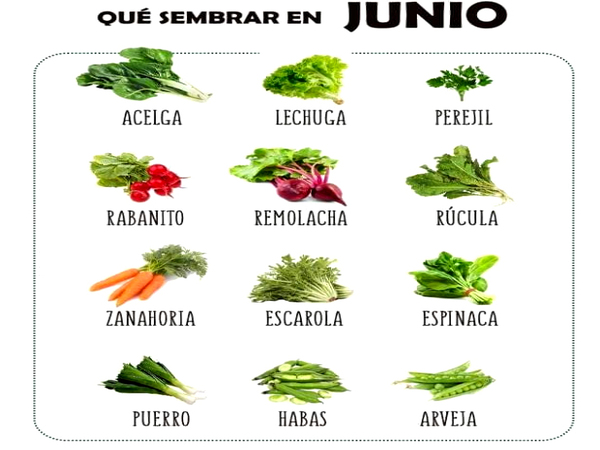 QUÉ SEMBRAR EN JUNIO
ACELGA LECHUGA PEREJIL
RABANITO REMOLACHA RÚCULA
ZANAHORIA ESCAROLA ESPINACA
PUERRO HABAS ARVEJA